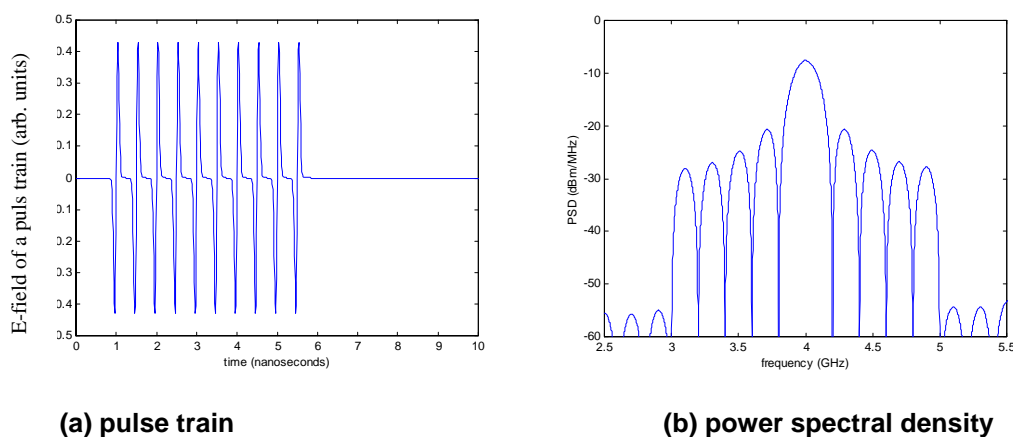 E-field of a puls train (arb. units)
0.5
0.4
0.3
0.2
0.1
0
0.1
0.2
0.3
0.4
0.5
0 1 2 3 4 5 6 7 8 9 10
time (nanoseconds)
(a) pulse train
PSD (dBm/MHz)
0
-10
-20
-30
-40
-50
-60
2.5 3 3.5 4 4.5 5 5.5
frequency (GHz)
(b) power spectral density